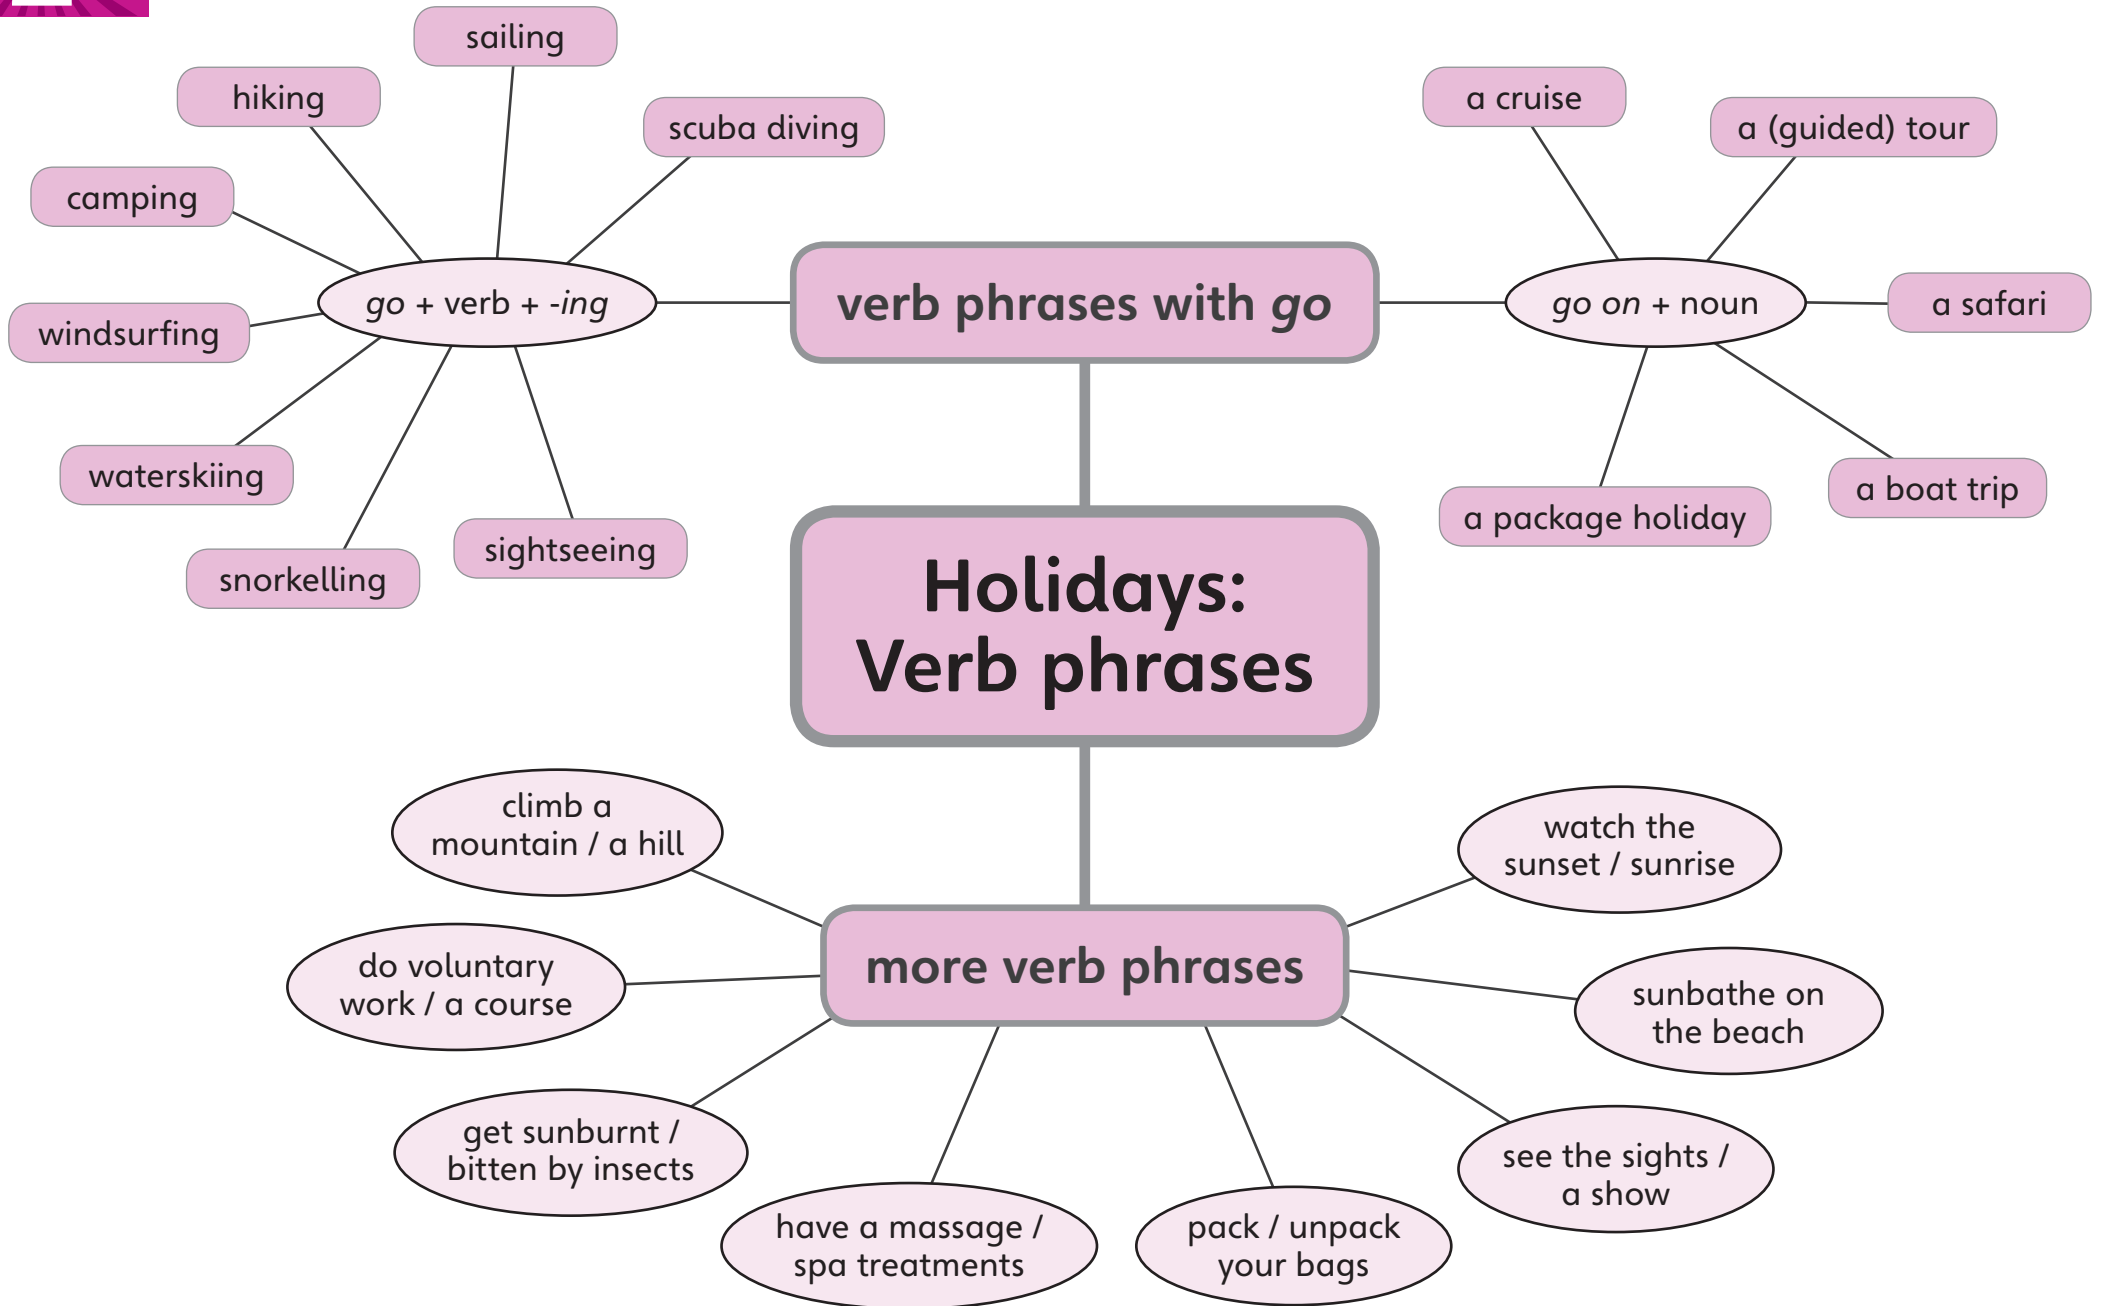 sailing
hiking
scuba diving
camping
windsurfing
waterskiing
snorkelling
sightseeing
go + verb + -ing
verb phrases with go
go on + noun
a cruise
a (guided) tour
a safari
a boat trip
a package holiday
Holidays:
Verb phrases
more verb phrases
climb a
mountain / a hill
do voluntary
work / a course
get sunburnt /
bitten by insects
have a massage /
spa treatments
pack / unpack
your bags
see the sights /
a show
sunbathe on
the beach
watch the
sunset / sunrise